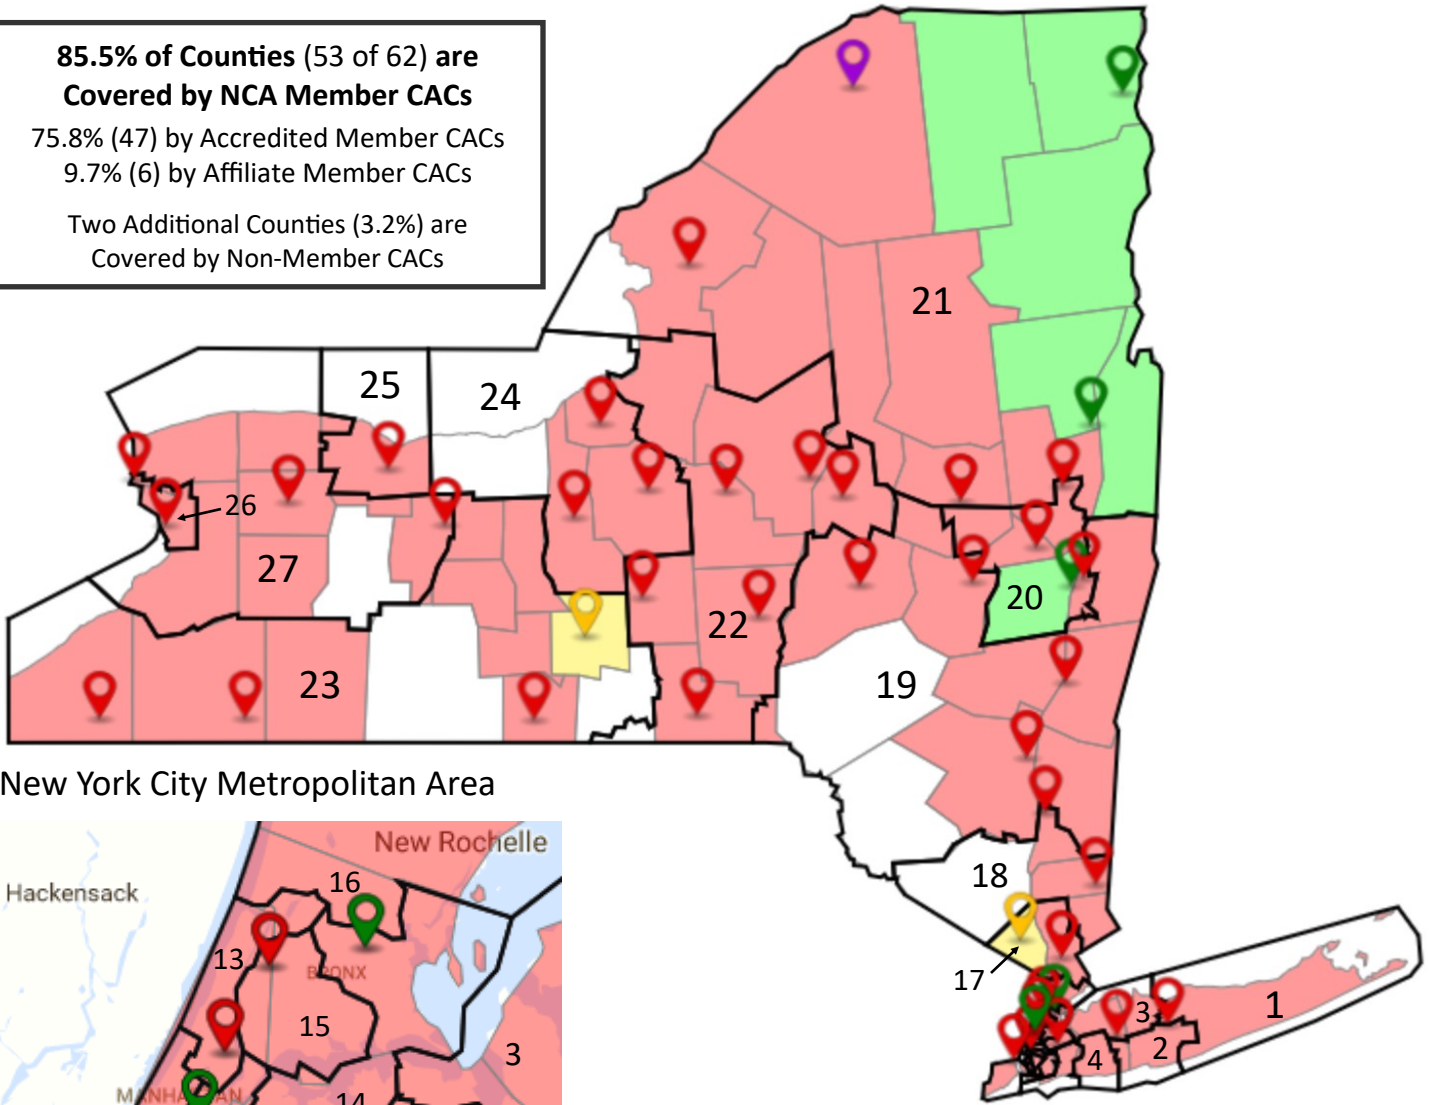 85.5% of Counties (53 of 62) are
Covered by NCA Member CACs
75.8% (47) by Accredited Member CACs
9.7% (6) by Affiliate Member CACs
Two Additional Counties (3.2%) are
Covered by Non-Member CACs
21
25
24
26
27
20
22
23
19
18
17
1
3
2
4
New York City Metropolitan Area
New Rochelle
Hackensack
16
13
BRONX
15
3
MANHATTAN
14